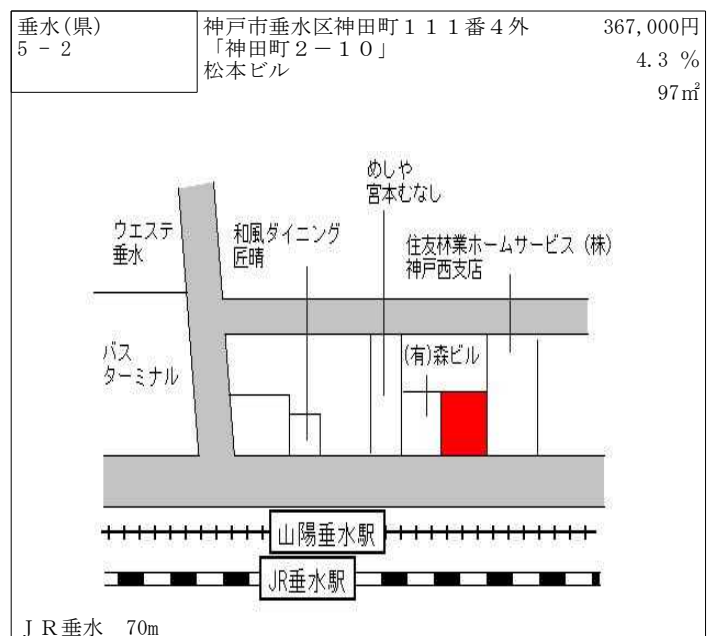 垂水(県)
5 - 2
神戸市垂水区神田町１１１番４外
「神田町２－１０」
松本ビル
367,000円
4.3 %
97㎡
めしや
宮本むなし
ウエステ
垂水
和風ダイニング
匠晴
住友林業ホームサービス (株)
神戸西支店
バス
ターミナル
(有)森ビル
山陽垂水駅
JR垂水駅
ＪＲ垂水　70m